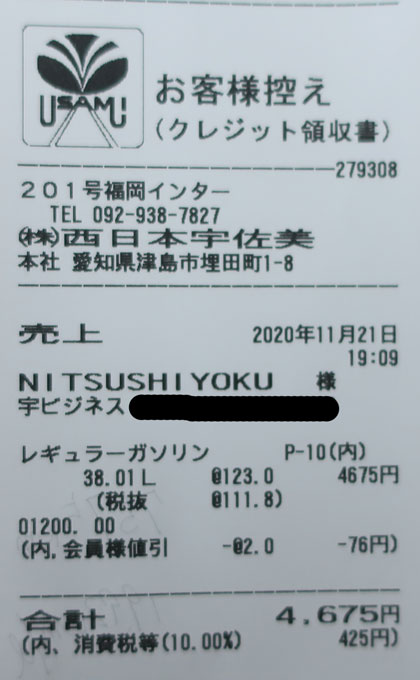 USAMI
お客様控え
(クレジット領収書)
279308
201号福岡インター
TEL 092-938-7827
(株)西日本宇佐美
本社 愛知県津島市埋田町1-8
売上 2020年11月21日
19:09
NITSUSHIYOKU 様
宇ビジネス
レギュラーガソリン P-10(内)
38.01L @123.0 4675円
(税抜 @111.8)
01200. 00
(内,会員様値引 -@2.0 -76円)
合計 4,675円
(内、消費税等(10.00%) 425円)